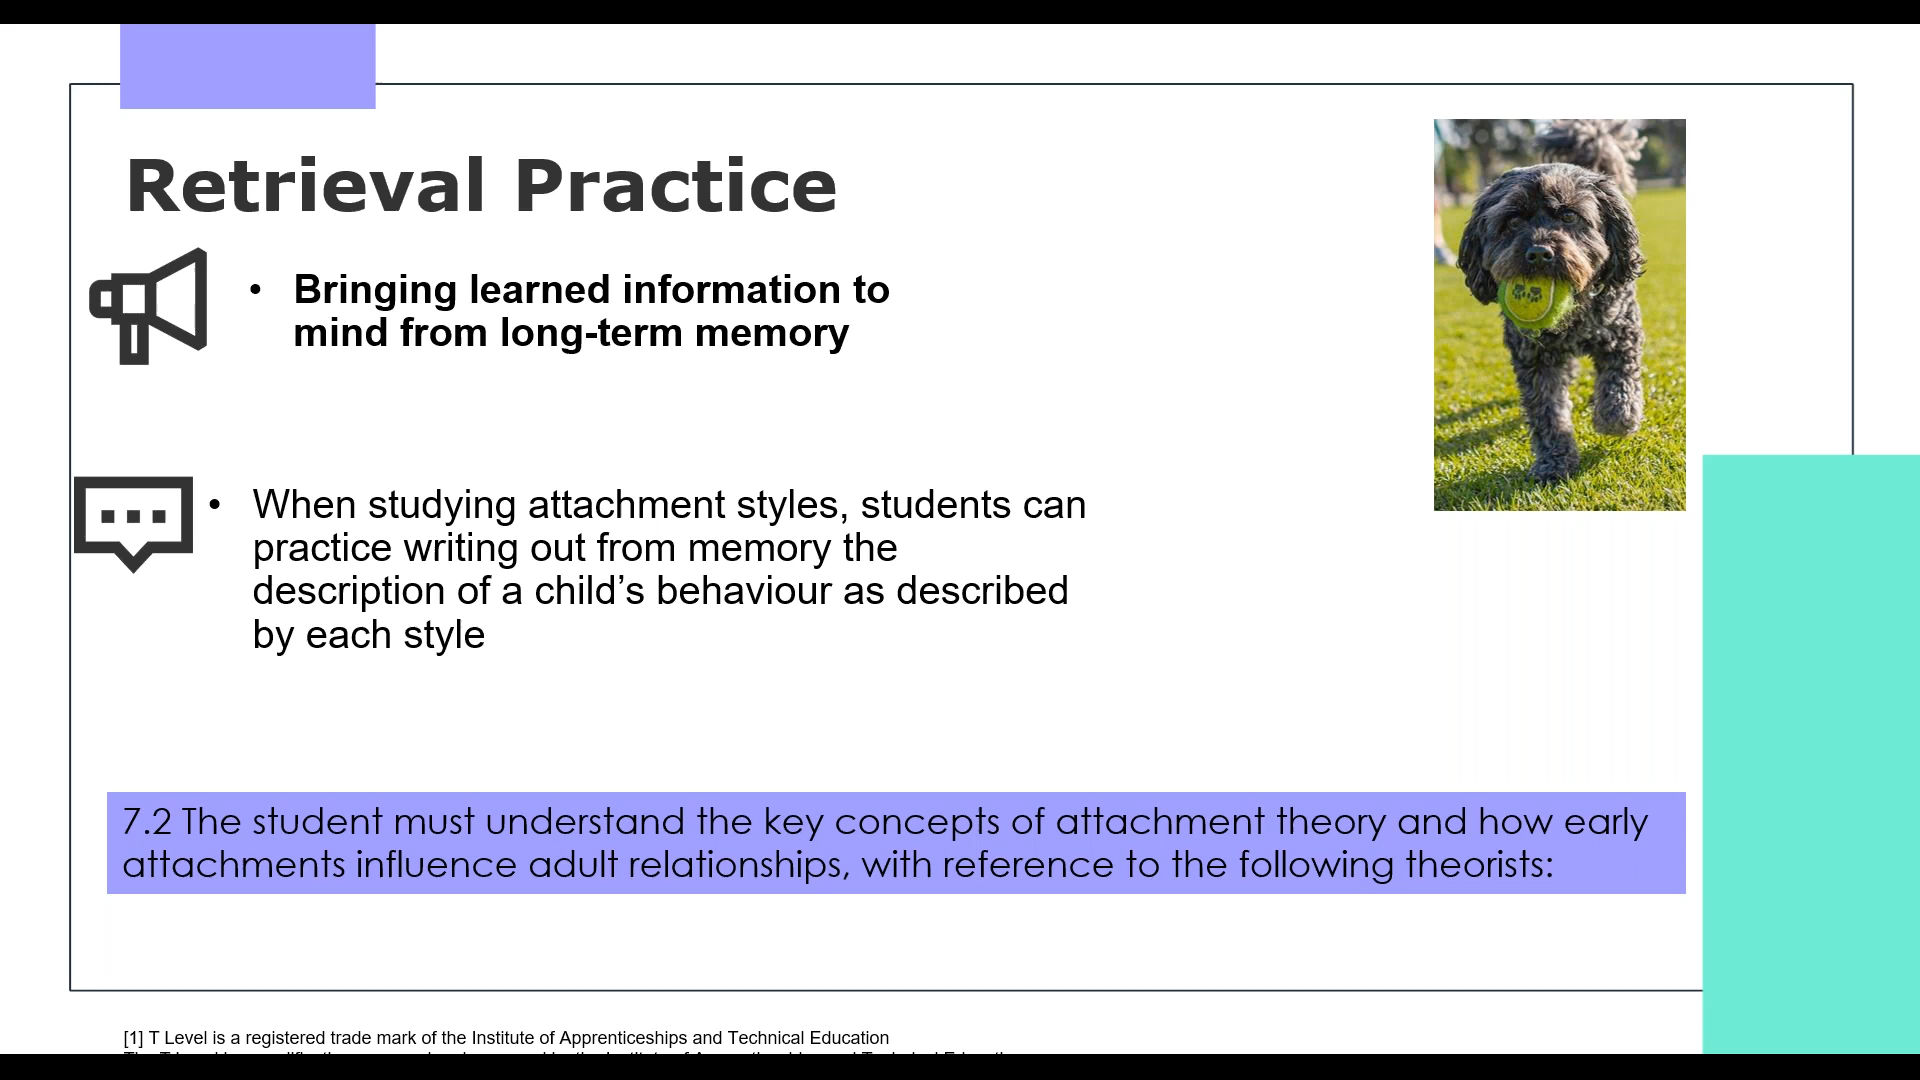 Retrieval Practice
• Bringing learned information to
mind from long-term memory
• When studying attachment styles, students can
practice writing out from memory the
description of a child’s behaviour as described
by each style
7.2 The student must understand the key concepts of attachment theory and how early
attachments influence adult relationships, with reference to the following theorists:
[1] T Level is a registered trade mark of the Institute of Apprenticeships and Technical Education